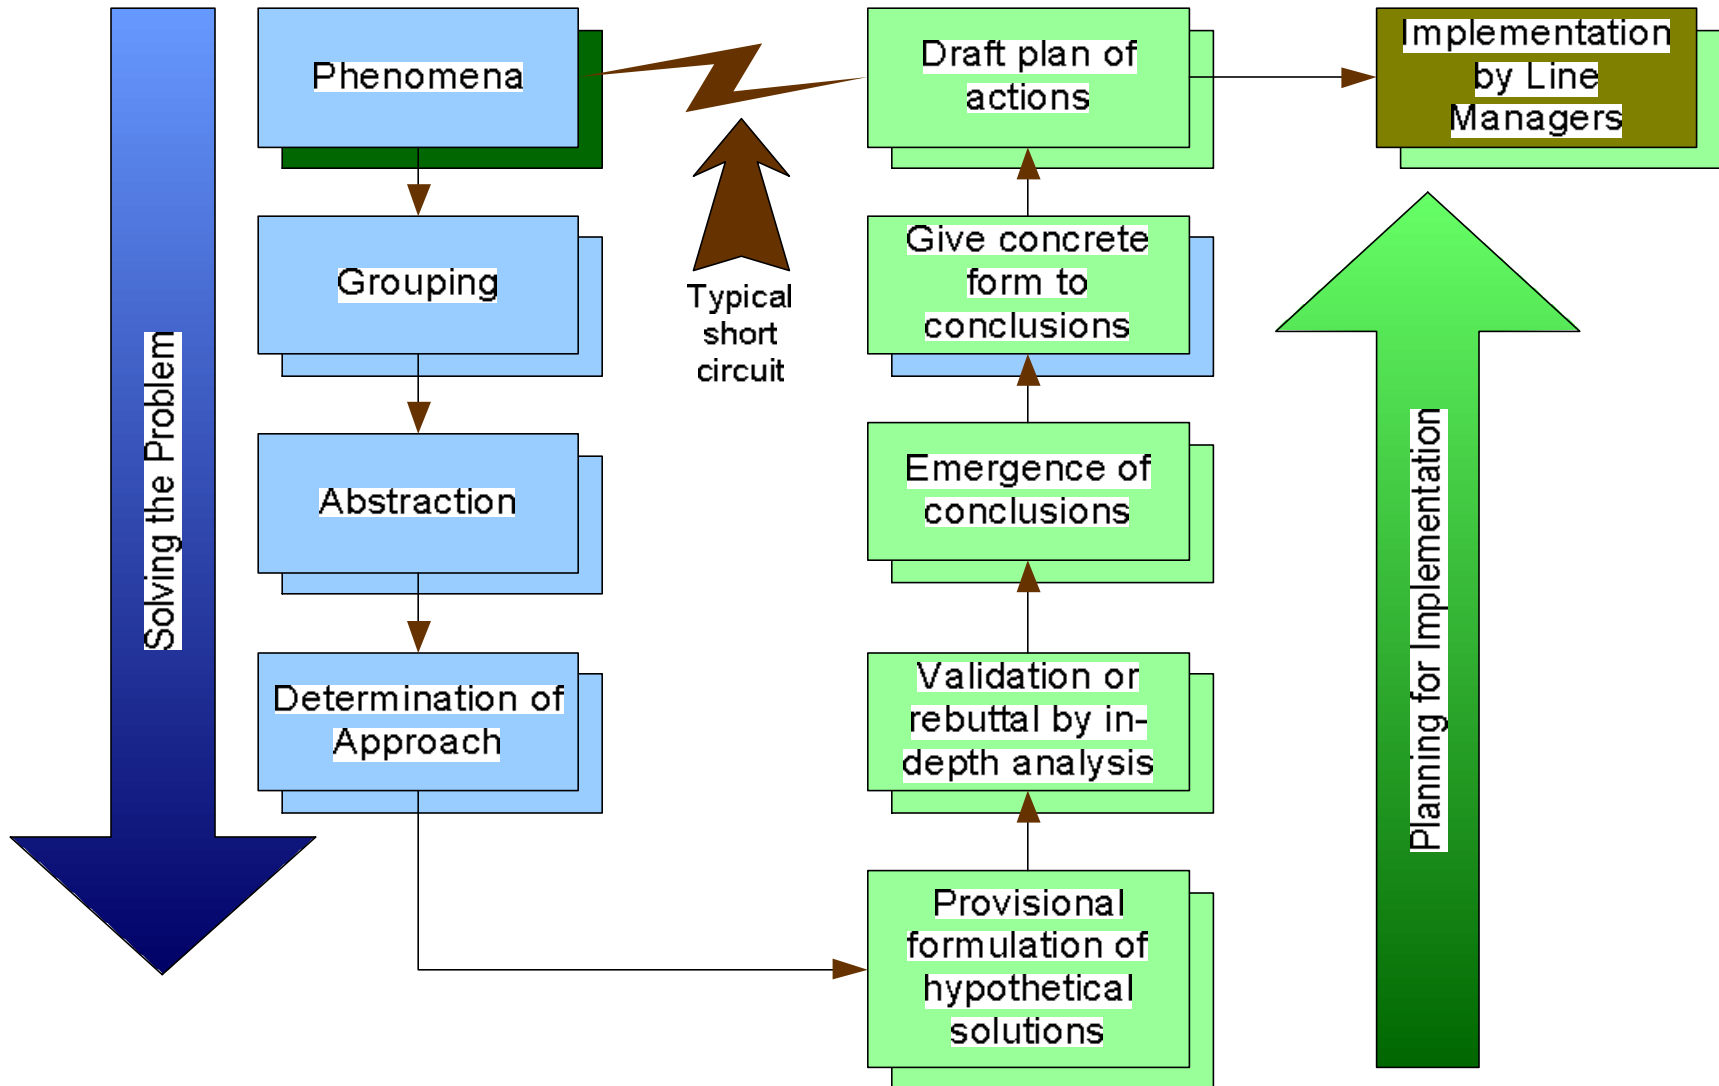 Phenomena
Grouping
Abstraction
Determination of
Approach
Solving the Problem
Typical
short
circuit
Draft plan of
actions
Give concrete
form to
conclusions
Emergence of
conclusions
Validation or
rebuttal by in-
depth analysis
Provisional
formulation of
hypothetical
solutions
Implementation
by Line
Managers
Planning for Implementation